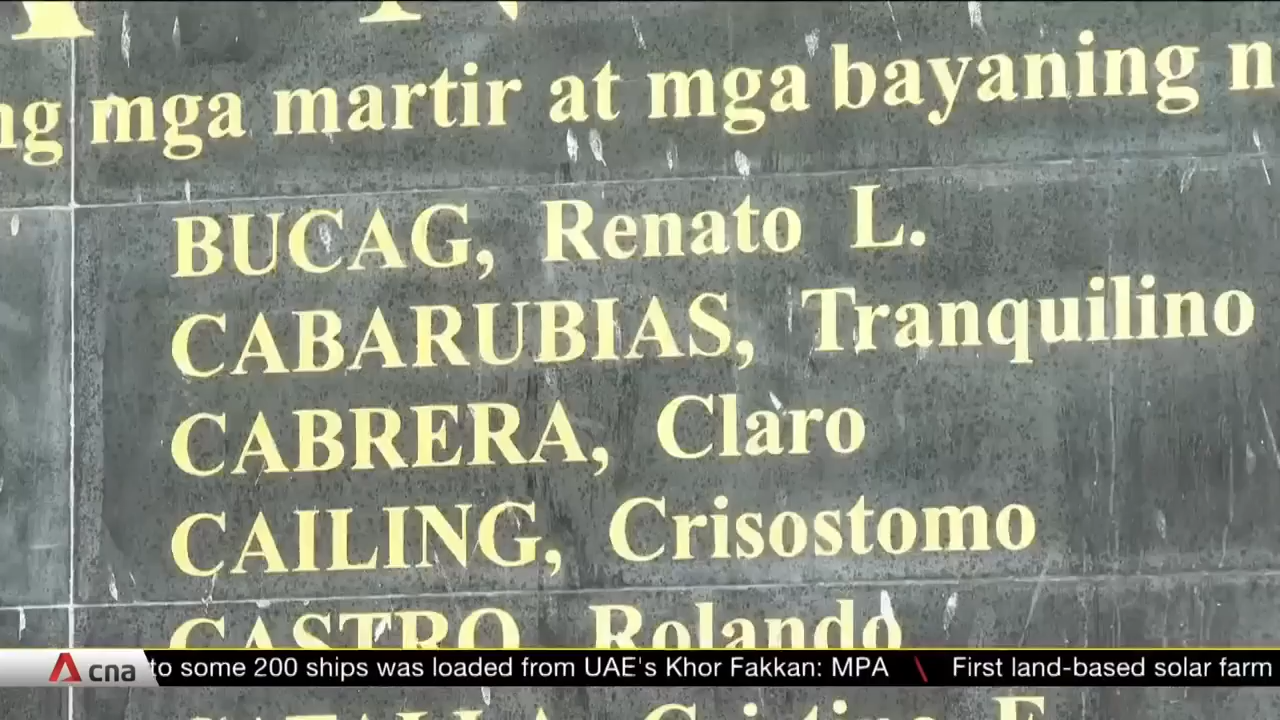 ng mga martir at mga bayaning n
BUCAG, Renato L.
CABARUBIAS, Tranquilino
CABRERA, Claro
CAILING, Crisostomo
CASTRO, Rolando
cna to some 200 ships was loaded from UAE's Khor Fakkan: MPA \ First land-based solar farm